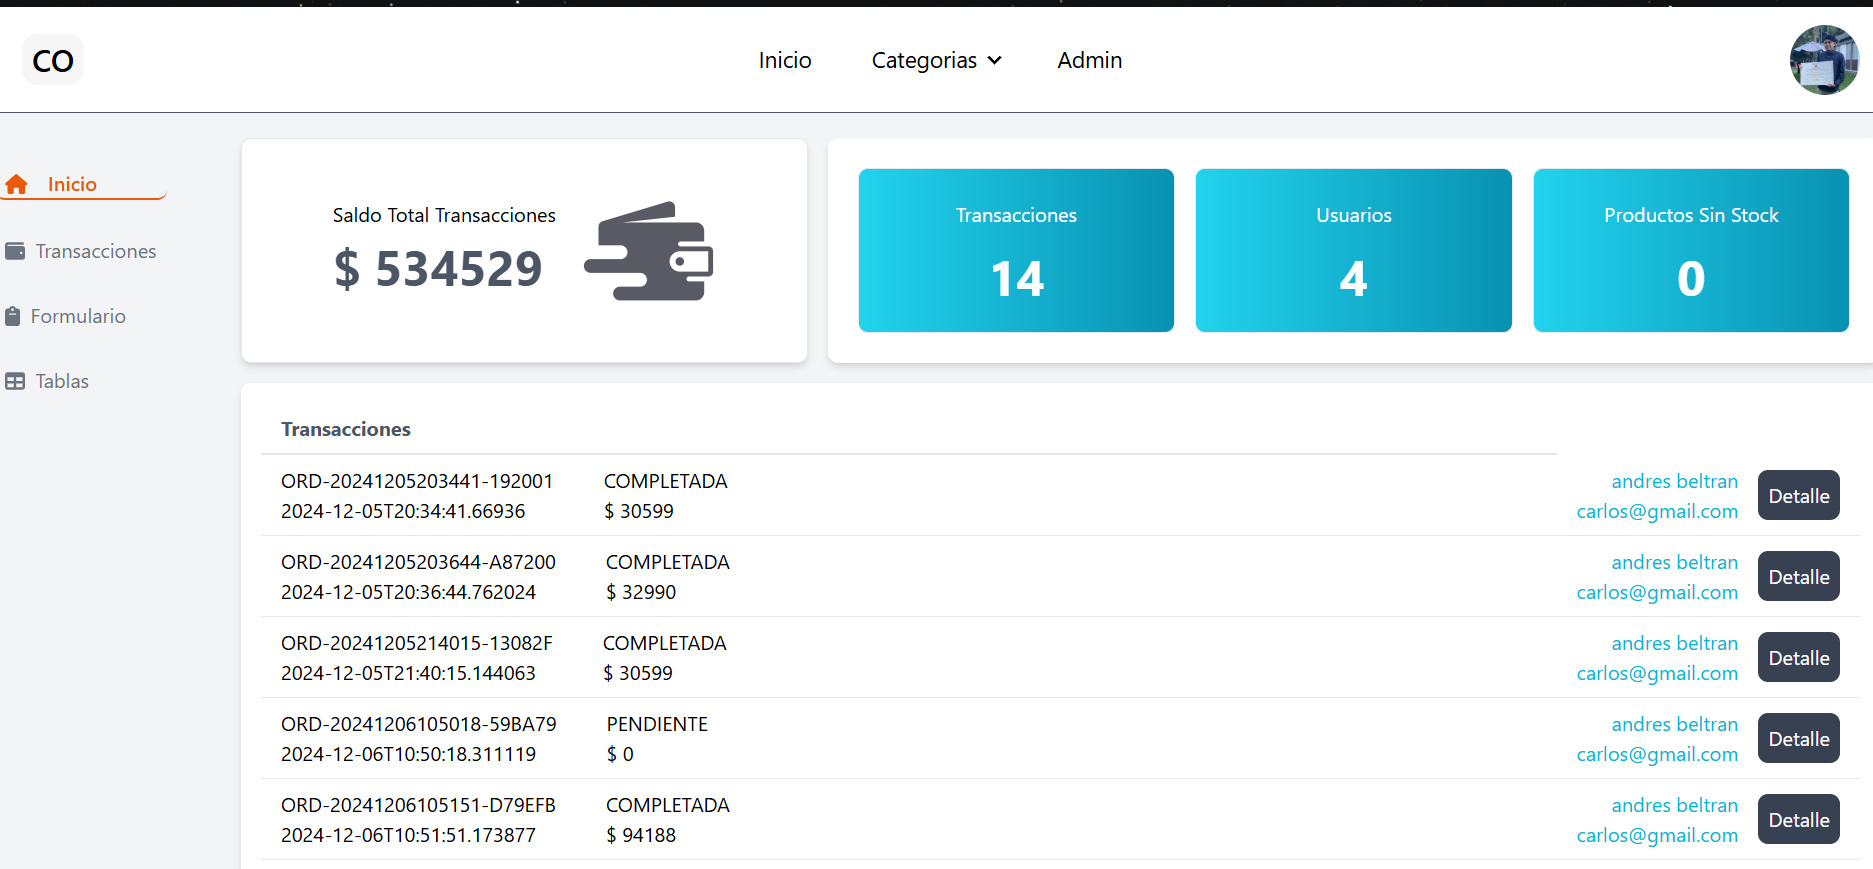 CO
Inicio
Categorias
Admin
Inicio
Transacciones
Formulario
Tablas
Saldo Total Transacciones
$ 534529
Transacciones
14
Usuarios
4
Productos Sin Stock
0
Transacciones
ORD-20241205203441-192001
2024-12-05T20:34:41.66936
COMPLETADA
$ 30599
andres beltran
carlos@gmail.com
Detalle
ORD-20241205203644-A87200
2024-12-05T20:36:44.762024
COMPLETADA
$ 32990
andres beltran
carlos@gmail.com
Detalle
ORD-20241205214015-13082F
2024-12-05T21:40:15.144063
COMPLETADA
$ 30599
andres beltran
carlos@gmail.com
Detalle
ORD-20241206105018-59BA79
2024-12-06T10:50:18.311119
PENDIENTE
$ 0
andres beltran
carlos@gmail.com
Detalle
ORD-20241206105151-D79EFB
2024-12-06T10:51:51.173877
COMPLETADA
$ 94188
andres beltran
carlos@gmail.com
Detalle